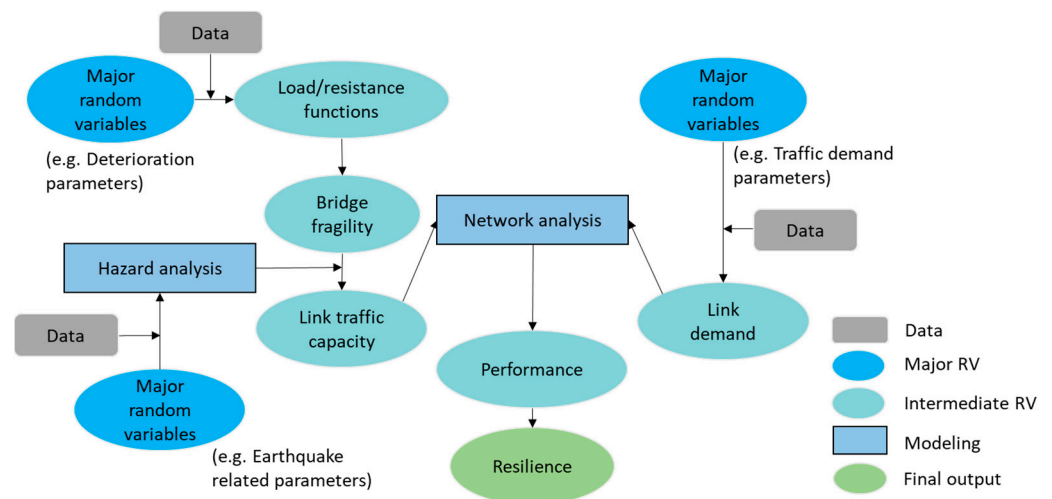 Data
Major
random
variables
(e.g. Deterioration
parameters)
Load/resistance
functions
Bridge
fragility
Hazard analysis
Data
Major
random
variables
(e.g. Earthquake
related parameters)
Link traffic
capacity
Network analysis
Performance
Resilience
Major
random
variables
(e.g. Traffic demand
parameters)
Data
Link
demand
Data
Major RV
Intermediate RV
Modeling
Final output